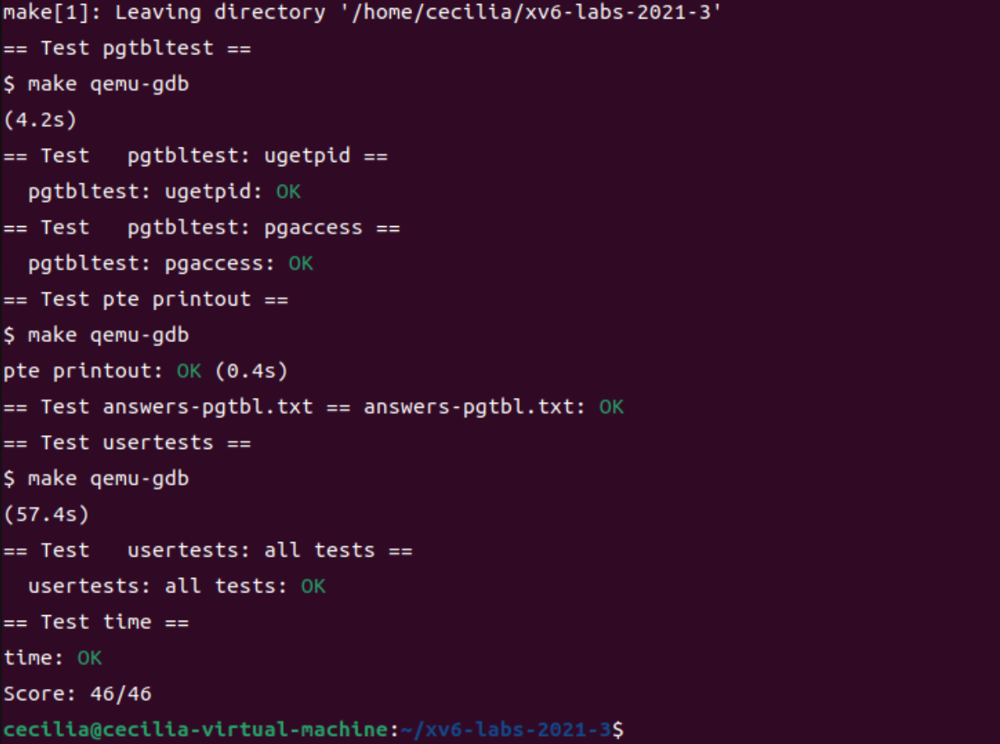 make[1]: Leaving directory '/home/cecilia/xv6-labs-2021-3'
== Test pgtbltest ==
$ make qemu-gdb
(4.2s)
== Test   pgtbltest: ugetpid ==
  pgtbltest: ugetpid: OK
== Test   pgtbltest: pgaccess ==
  pgtbltest: pgaccess: OK
== Test pte printout ==
$ make qemu-gdb
pte printout: OK (0.4s)
== Test answers-pgtbl.txt == answers-pgtbl.txt: OK
== Test usertests ==
$ make qemu-gdb
(57.4s)
== Test   usertests: all tests ==
  usertests: all tests: OK
== Test time ==
time: OK
Score: 46/46
cecilia@cecilia-virtual-machine:~/xv6-labs-2021-3$